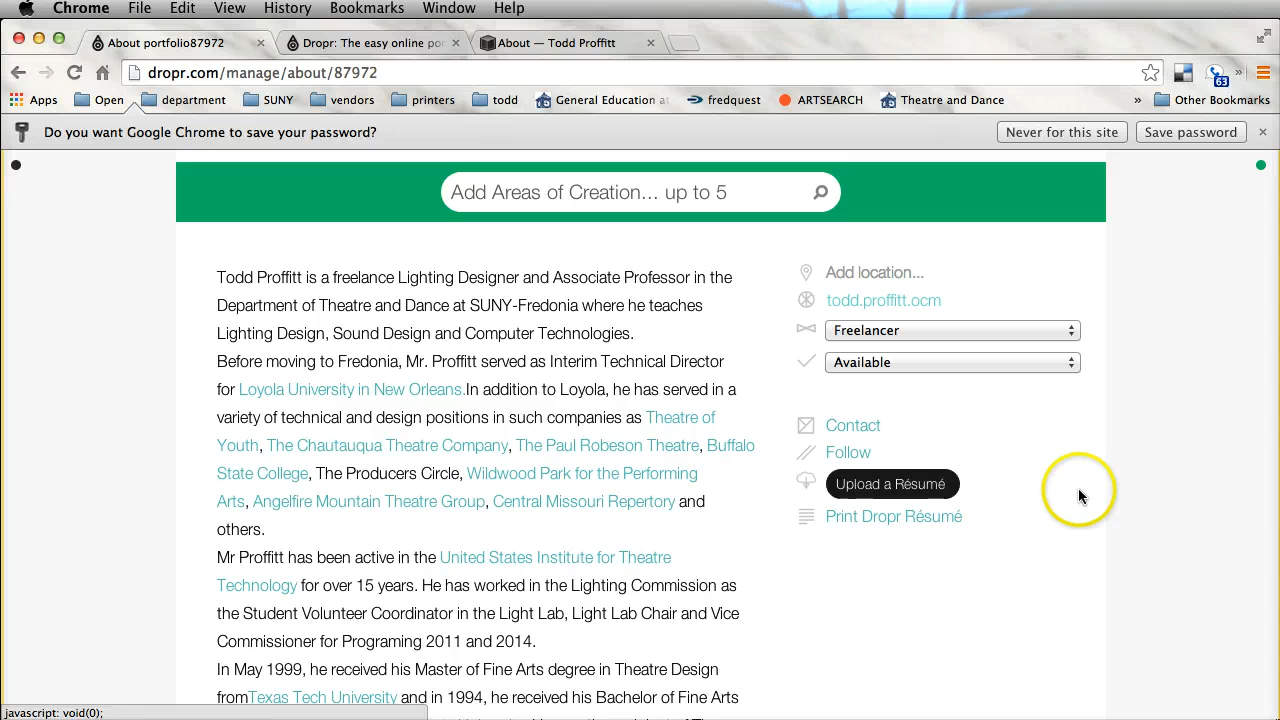 Chrome File Edit View History Bookmarks Window Help
About portfolio87972 × Dropr: The easy online por × About — Todd Proffitt ×
dropr.com/manage/about/87972
63 »
Apps Open department SUNY vendors printers todd General Education at fredquest ARTSEARCH Theatre and Dance » Other Bookmarks
Do you want Google Chrome to save your password? Never for this site Save password ×
Add Areas of Creation... up to 5
Todd Proffitt is a freelance Lighting Designer and Associate Professor in the
Department of Theatre and Dance at SUNY-Fredonia where he teaches
Lighting Design, Sound Design and Computer Technologies.
Before moving to Fredonia, Mr. Proffitt served as Interim Technical Director
for Loyola University in New Orleans.In addition to Loyola, he has served in a
variety of technical and design positions in such companies as Theatre of
Youth, The Chautauqua Theatre Company, The Paul Robeson Theatre, Buffalo
State College, The Producers Circle, Wildwood Park for the Performing
Arts, Angelfire Mountain Theatre Group, Central Missouri Repertory and
others.
Mr Proffitt has been active in the United States Institute for Theatre
Technology for over 15 years. He has worked in the Lighting Commission as
the Student Volunteer Coordinator in the Light Lab, Light Lab Chair and Vice
Commissioner for Programing 2011 and 2014.
In May 1999, he received his Master of Fine Arts degree in Theatre Design
fromTexas Tech University and in 1994, he received his Bachelor of Fine Arts
Add location...
todd.proffitt.ocm
Freelancer
Available
Contact
Follow
Upload a Résumé
Print Dropr Résumé
javascript: void(0);